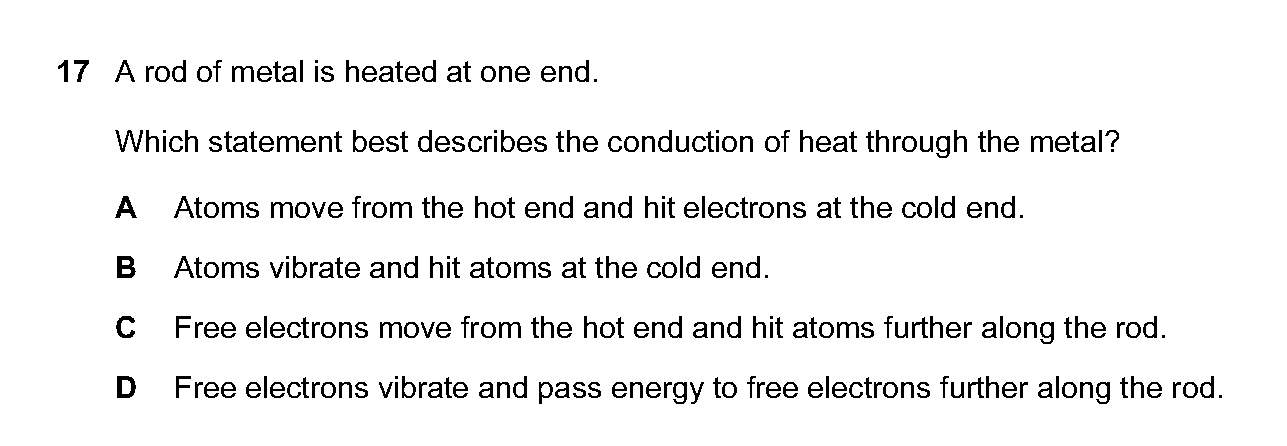 17 A rod of metal is heated at one end.
Which statement best describes the conduction of heat through the metal?
A Atoms move from the hot end and hit electrons at the cold end.
B Atoms vibrate and hit atoms at the cold end.
C Free electrons move from the hot end and hit atoms further along the rod.
D Free electrons vibrate and pass energy to free electrons further along the rod.